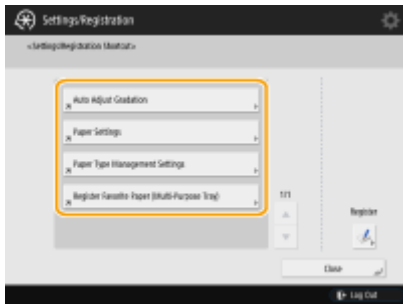 Settings/Registration
<Settings/Registration Shortcut>
Auto Adjust Gradation
Paper Settings
Paper Type Management Settings
Register Favorite Paper (Multi-Purpose Tray)
1/1
Register
Close
Log Out